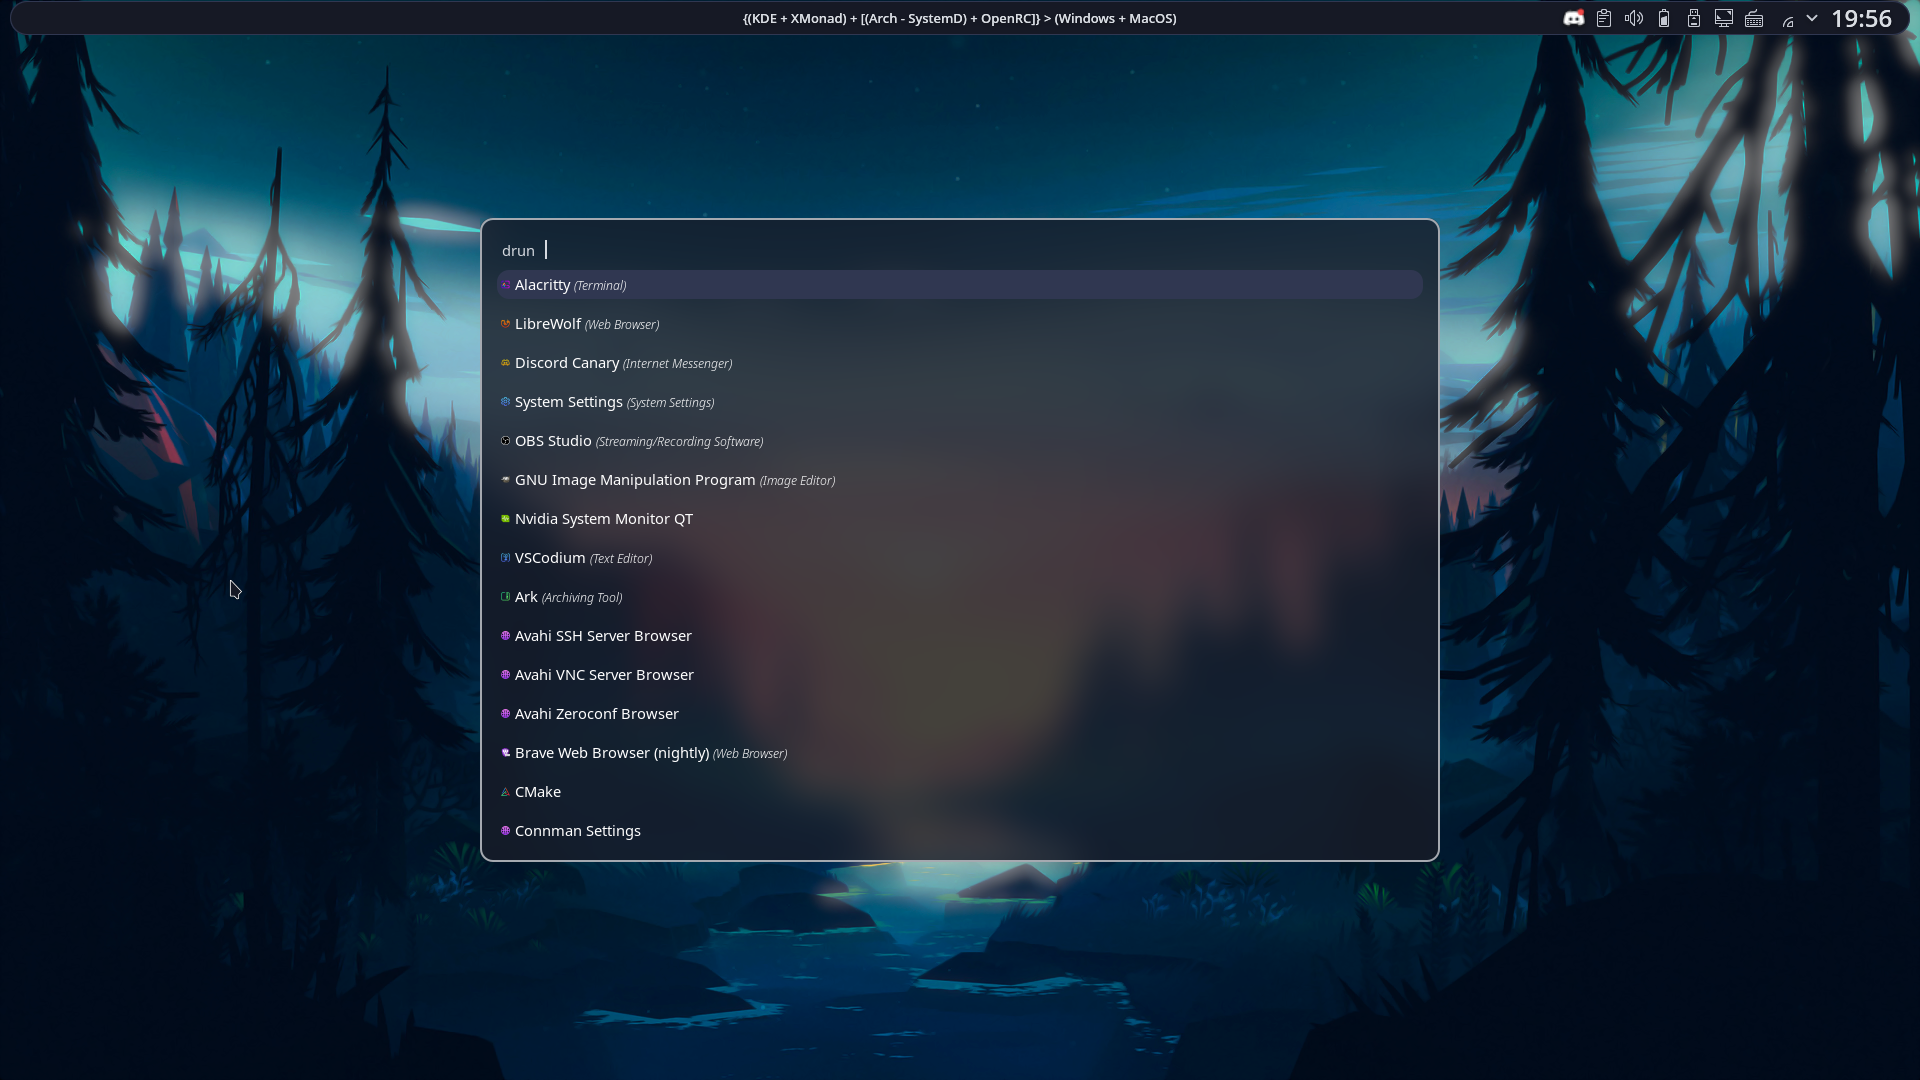 {(KDE + XMonad) + [(Arch - SystemD) + OpenRC]} > (Windows + MacOS)
19:56
drun
Alacritty (Terminal)
LibreWolf (Web Browser)
Discord Canary (Internet Messenger)
System Settings (System Settings)
OBS Studio (Streaming/Recording Software)
GNU Image Manipulation Program (Image Editor)
Nvidia System Monitor QT
VSCodium (Text Editor)
Ark (Archiving Tool)
Avahi SSH Server Browser
Avahi VNC Server Browser
Avahi Zeroconf Browser
Brave Web Browser (nightly) (Web Browser)
CMake
Connman Settings